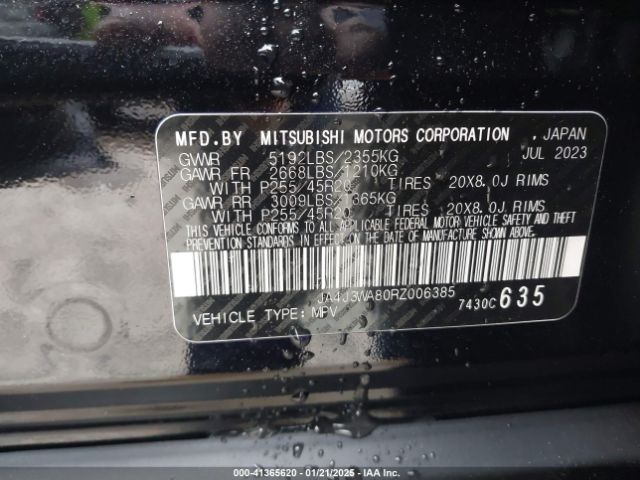 MFD.BY MITSUBISHI MOTORS CORPORATION , JAPAN
GVWR 5192LBS/2355KG JUL 2023
GAWR FR 2668LBS/1210KG
WITH P255/45R20 TIRES 20X8.0J RIMS
GAWR RR 3009LBS/1365KG
WITH P255/45R20 TIRES 20X8.0J RIMS
THIS VEHICLE CONFORMS TO ALL APPLICABLE FEDERAL MOTOR VEHICLE SAFETY AND THEFT
PREVENTION STANDARDS IN EFFECT ON THE DATE OF MANUFACTURE SHOWN ABOVE.
JA4J3WA80RZ006385
7430C 635
VEHICLE TYPE: MPV
000-41365620 — 01/21/2025 — IAA Inc.